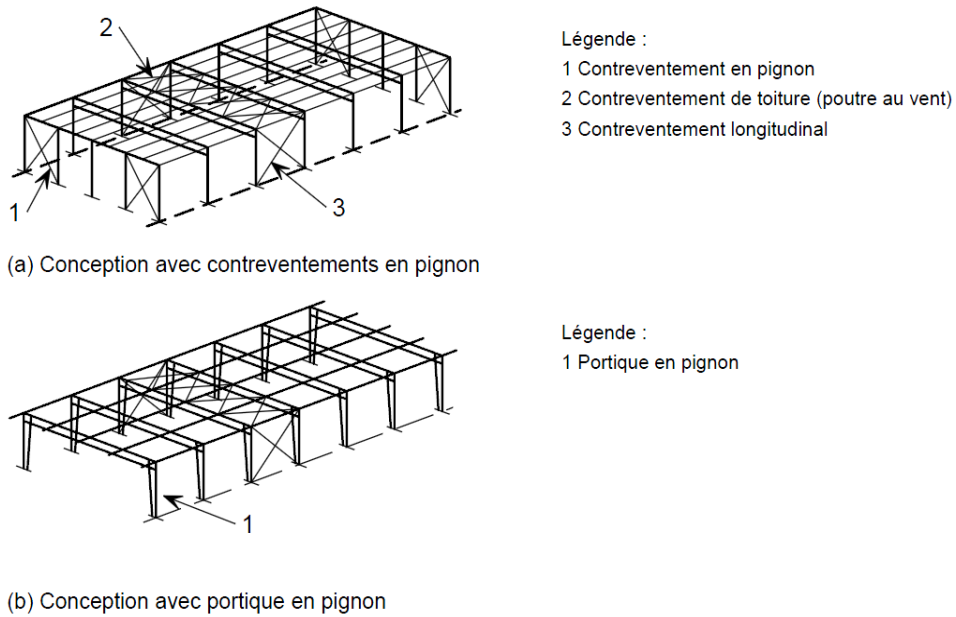 2
1
3
Légende :
1 Contreventement en pignon
2 Contreventement de toiture (poutre au vent)
3 Contreventement longitudinal
(a) Conception avec contreventements en pignon
1
Légende :
1 Portique en pignon
(b) Conception avec portique en pignon